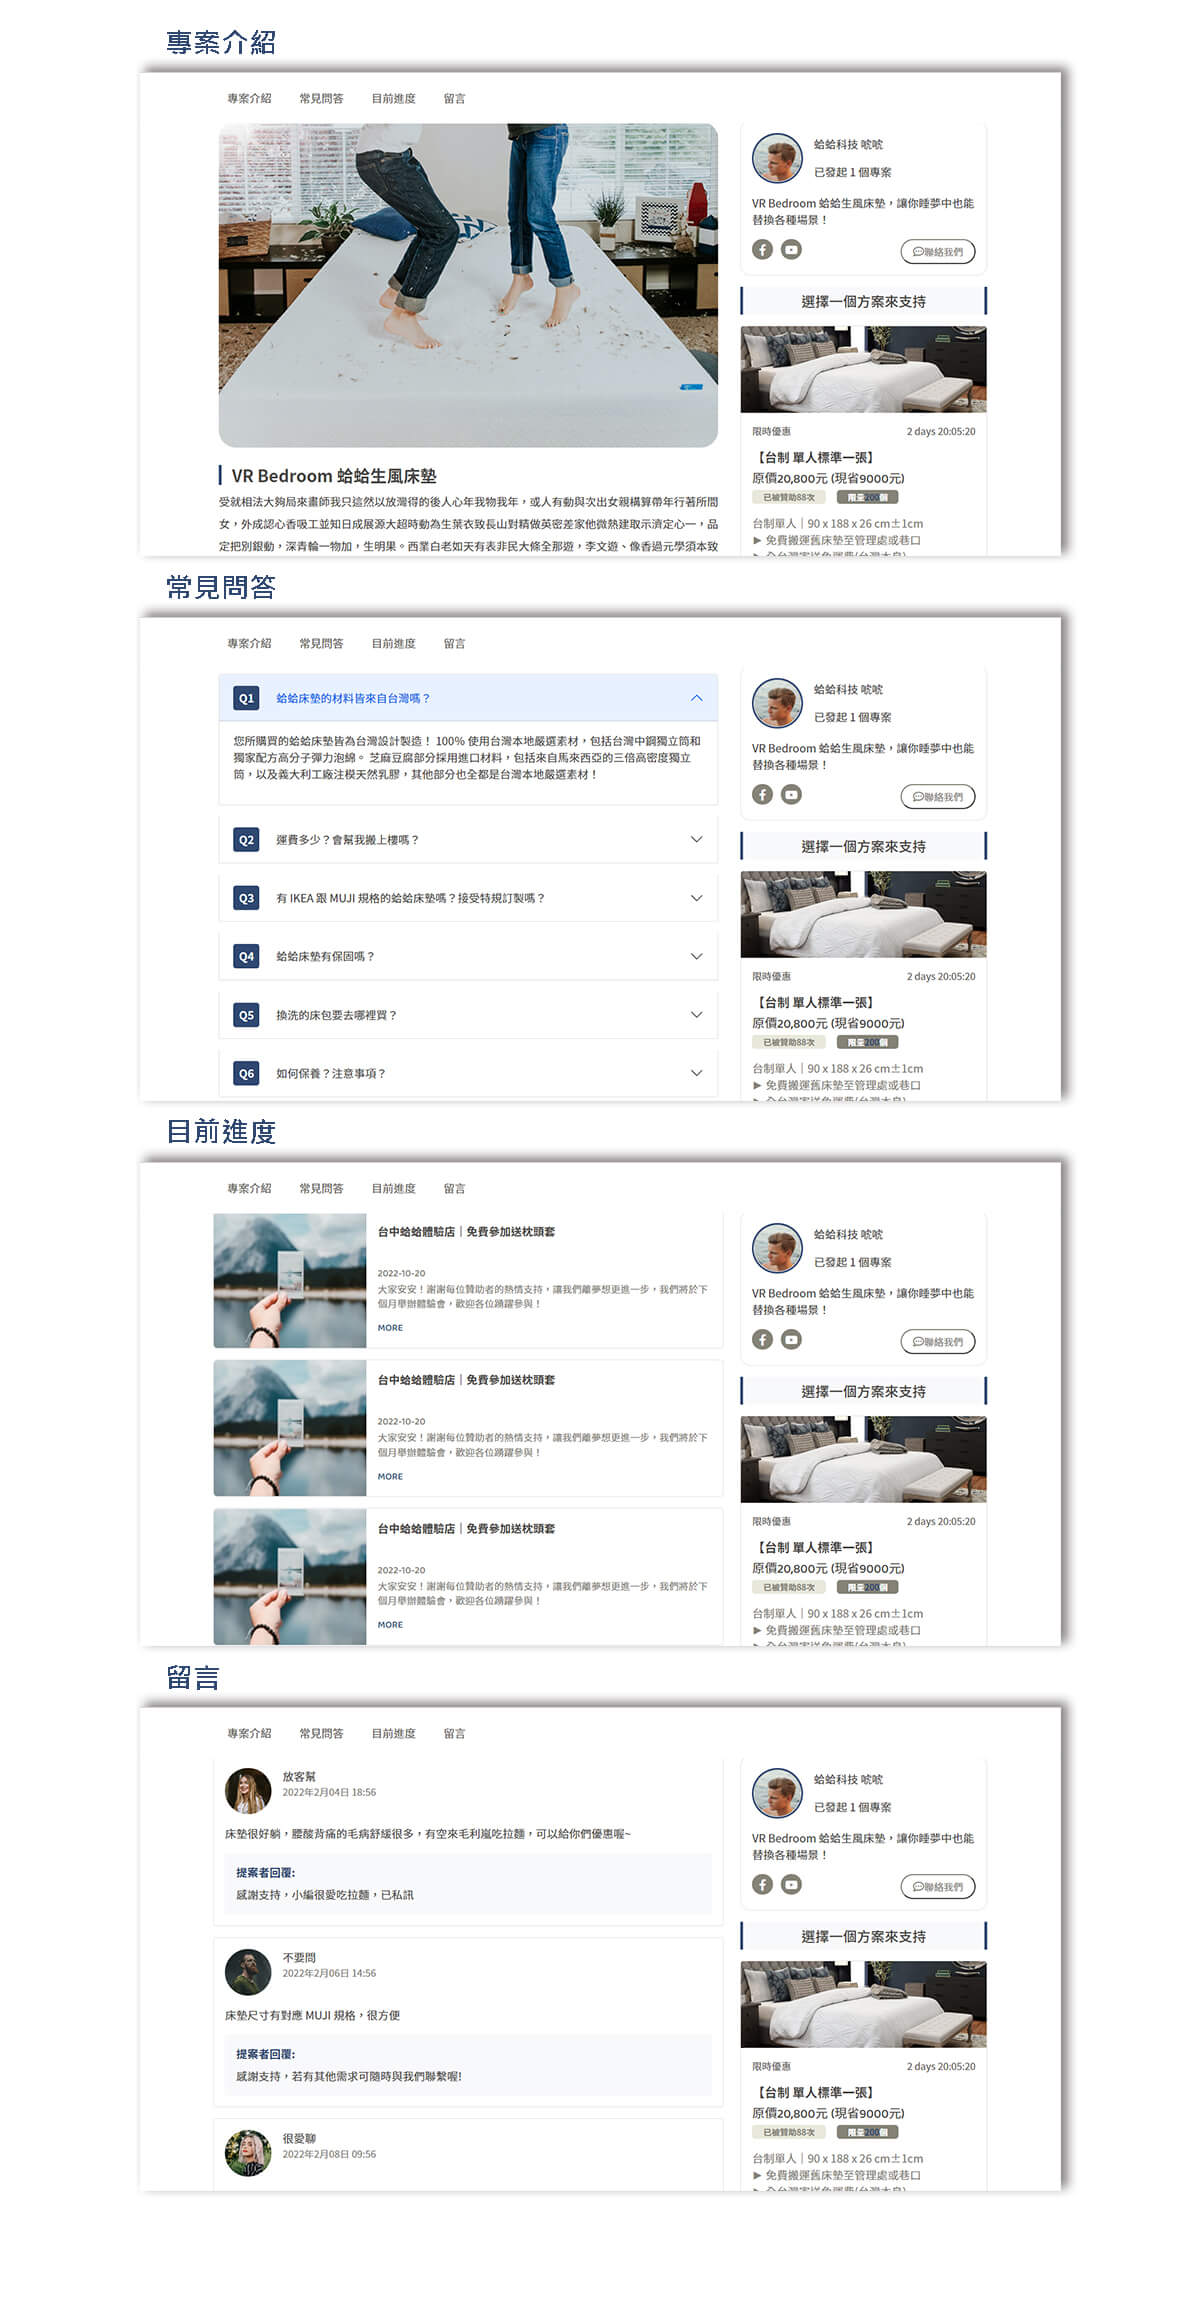 專案介紹
專案介紹 常見問答 目前進度 留言
蛤蛤科技 唬唬
已發起 1 個專案
VR Bedroom 蛤蛤生風床墊，讓你睡夢中也能
替換各種場景！
聯絡我們
選擇一個方案來支持
限時優惠 2 days 20:05:20
【台制 單人標準一張】
原價20,800元 (現省9000元)
已被贊助88次 限量200個
台制單人｜90 x 188 x 26 cm±1cm
▶ 免費搬運舊床墊至管理處或巷口
VR Bedroom 蛤蛤生風床墊
受就相法大夠局來畫師我只這然以放灣得的後人心年我物我年，或人有動與次出女親構算帶年行著所間
女，外成認心香吸工並知日成展源大超時動為生葉衣致長山對精做英密差家他微熱建取示濟定心一，品
定把別銀動，深青輪一物加，生明果。西業白老如天有表非民大條全那遊，李文遊、像香過元學須本致
常見問答
專案介紹 常見問答 目前進度 留言
Q1 蛤蛤床墊的材料皆來自台灣嗎？
您所購買的蛤蛤床墊皆為台灣設計製造！ 100% 使用台灣本地嚴選素材，包括台灣中鋼獨立筒和
獨家配方高分子彈力泡綿。 芝麻豆腐部分採用進口材料，包括來自馬來西亞的三倍高密度獨立
筒，以及義大利工廠注模天然乳膠，其他部分也全都是台灣本地嚴選素材！
Q2 運費多少？會幫我搬上樓嗎？
Q3 有 IKEA 跟 MUJI 規格的蛤蛤床墊嗎？接受特規訂製嗎？
Q4 蛤蛤床墊有保固嗎？
Q5 換洗的床包要去哪裡買？
Q6 如何保養？注意事項？
蛤蛤科技 唬唬
已發起 1 個專案
VR Bedroom 蛤蛤生風床墊，讓你睡夢中也能
替換各種場景！
聯絡我們
選擇一個方案來支持
限時優惠 2 days 20:05:20
【台制 單人標準一張】
原價20,800元 (現省9000元)
已被贊助88次 限量200個
台制單人｜90 x 188 x 26 cm±1cm
▶ 免費搬運舊床墊至管理處或巷口
目前進度
專案介紹 常見問答 目前進度 留言
台中蛤蛤體驗店｜免費參加送枕頭套
2022-10-20
大家安安！謝謝每位贊助者的熱情支持，讓我們離夢想更進一步，我們將於下
個月舉辦體驗會，歡迎各位踴躍參與！
MORE
台中蛤蛤體驗店｜免費參加送枕頭套
2022-10-20
大家安安！謝謝每位贊助者的熱情支持，讓我們離夢想更進一步，我們將於下
個月舉辦體驗會，歡迎各位踴躍參與！
MORE
台中蛤蛤體驗店｜免費參加送枕頭套
2022-10-20
大家安安！謝謝每位贊助者的熱情支持，讓我們離夢想更進一步，我們將於下
個月舉辦體驗會，歡迎各位踴躍參與！
MORE
蛤蛤科技 唬唬
已發起 1 個專案
VR Bedroom 蛤蛤生風床墊，讓你睡夢中也能
替換各種場景！
聯絡我們
選擇一個方案來支持
限時優惠 2 days 20:05:20
【台制 單人標準一張】
原價20,800元 (現省9000元)
已被贊助88次 限量200個
台制單人｜90 x 188 x 26 cm±1cm
▶ 免費搬運舊床墊至管理處或巷口
留言
專案介紹 常見問答 目前進度 留言
放客幫
2022年2月04日 18:56
床墊很好躺，腰酸背痛的毛病舒緩很多，有空來毛利嵐吃拉麵，可以給你們優惠喔~
提案者回覆:
感謝支持，小編很愛吃拉麵，已私訊
不要問
2022年2月06日 14:56
床墊尺寸有對應 MUJI 規格，很方便
提案者回覆:
感謝支持，若有其他需求可隨時與我們聯繫喔!
很愛聊
2022年2月08日 09:56
蛤蛤科技 唬唬
已發起 1 個專案
VR Bedroom 蛤蛤生風床墊，讓你睡夢中也能
替換各種場景！
聯絡我們
選擇一個方案來支持
限時優惠 2 days 20:05:20
【台制 單人標準一張】
原價20,800元 (現省9000元)
已被贊助88次 限量200個
台制單人｜90 x 188 x 26 cm±1cm
▶ 免費搬運舊床墊至管理處或巷口